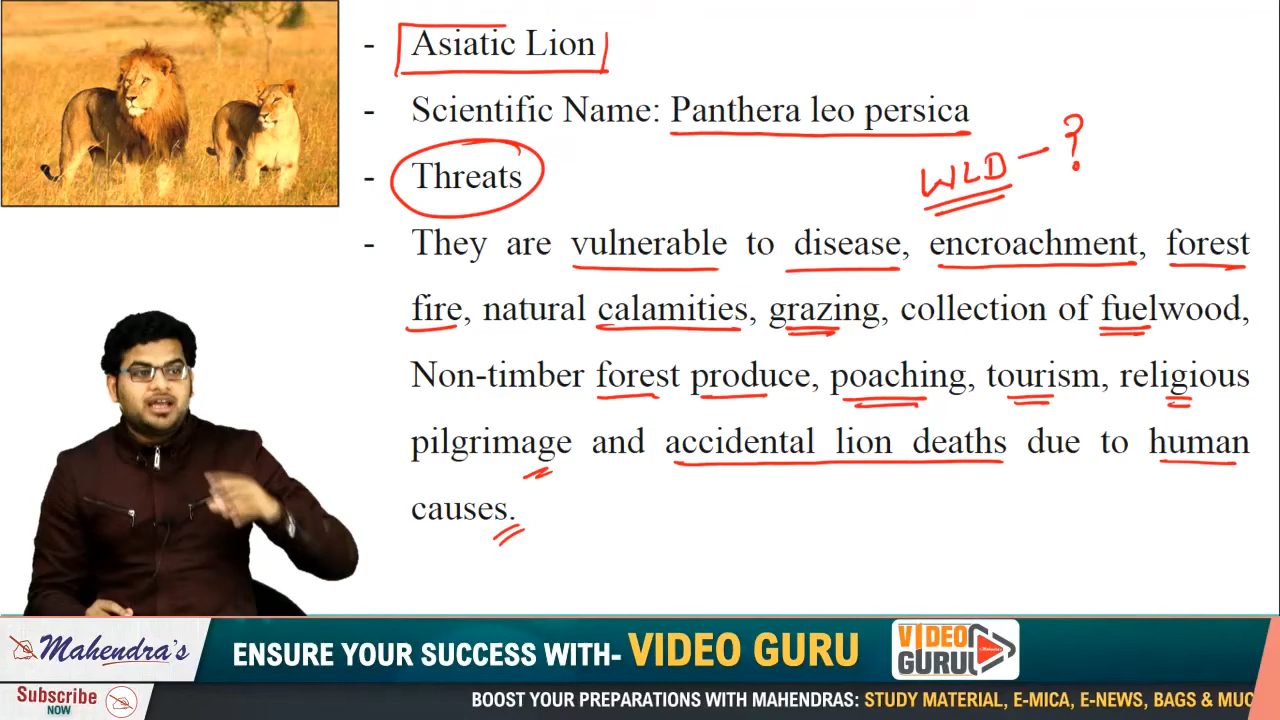 - Asiatic Lion
- Scientific Name: Panthera leo persica
WLD - ?
- Threats
- They are vulnerable to disease, encroachment, forest
fire, natural calamities, grazing, collection of fuelwood,
Non-timber forest produce, poaching, tourism, religious
pilgrimage and accidental lion deaths due to human
causes.
Mahendra's
ENSURE YOUR SUCCESS WITH- VIDEO GURU
VIDEO
GURU
Subscribe
NOW
BOOST YOUR PREPARATIONS WITH MAHENDRAS: STUDY MATERIAL, E-MICA, E-NEWS, BAGS & MUC